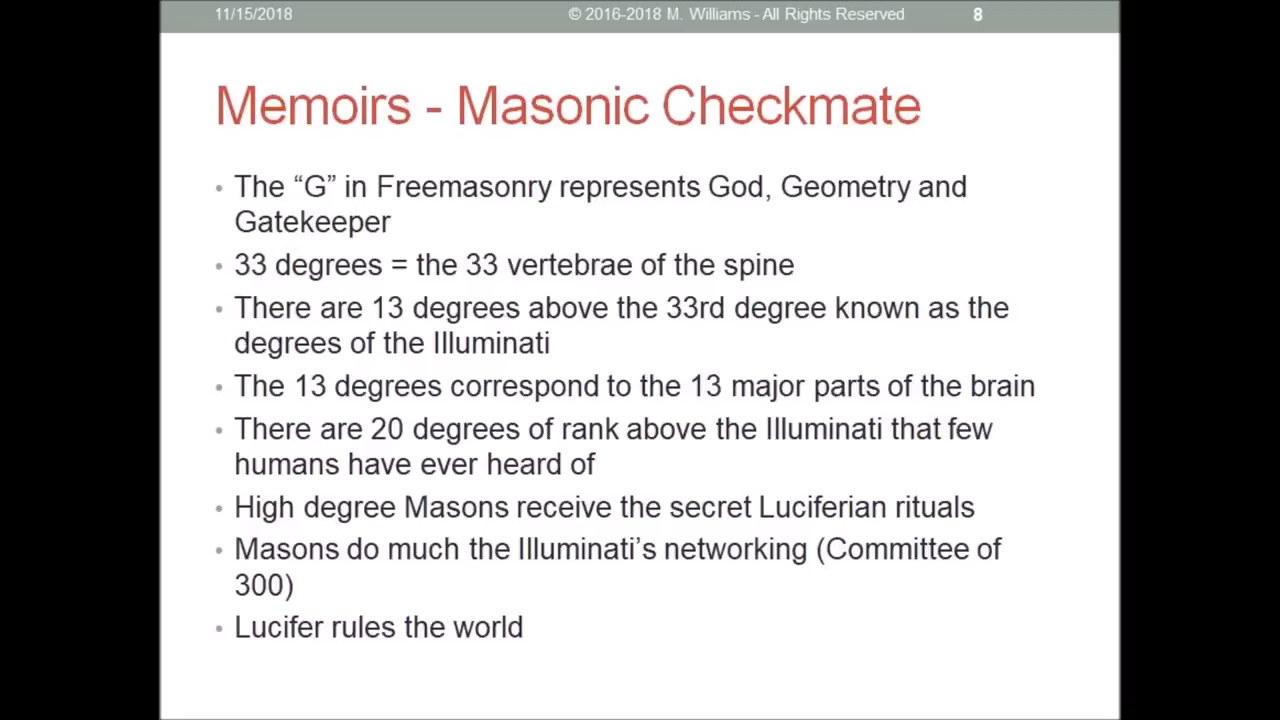 11/15/2018 © 2016-2018 M. Williams - All Rights Reserved 8
Memoirs - Masonic Checkmate
• The “G” in Freemasonry represents God, Geometry and
Gatekeeper
• 33 degrees = the 33 vertebrae of the spine
• There are 13 degrees above the 33rd degree known as the
degrees of the Illuminati
• The 13 degrees correspond to the 13 major parts of the brain
• There are 20 degrees of rank above the Illuminati that few
humans have ever heard of
• High degree Masons receive the secret Luciferian rituals
• Masons do much the Illuminati’s networking (Committee of
300)
• Lucifer rules the world